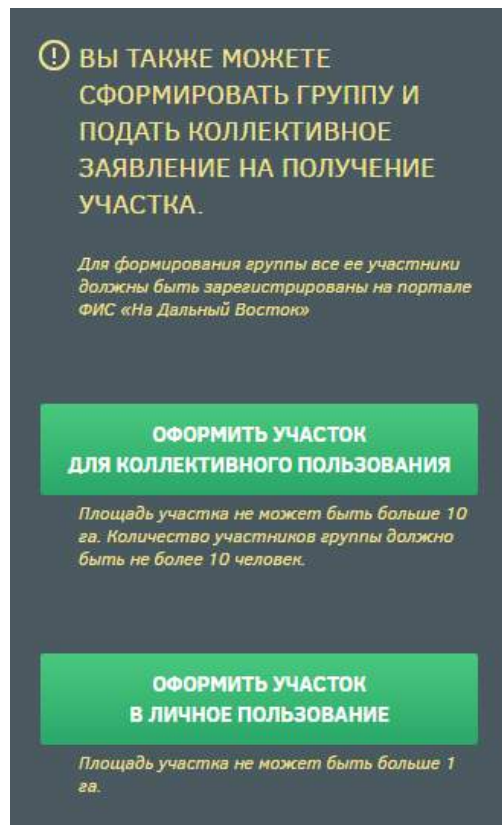 ВЫ ТАКЖЕ МОЖЕТЕ
СФОРМИРОВАТЬ ГРУППУ И
ПОДАТЬ КОЛЛЕКТИВНОЕ
ЗАЯВЛЕНИЕ НА ПОЛУЧЕНИЕ
УЧАСТКА.
Для формирования группы все ее участники
должны быть зарегистрированы на портале
ФИС «На Дальний Восток»
ОФОРМИТЬ УЧАСТОК
ДЛЯ КОЛЛЕКТИВНОГО ПОЛЬЗОВАНИЯ
Площадь участка не может быть больше 10
га. Количество участников группы должно
быть не более 10 человек.
ОФОРМИТЬ УЧАСТОК
В ЛИЧНОЕ ПОЛЬЗОВАНИЕ
Площадь участка не может быть больше 1
га.